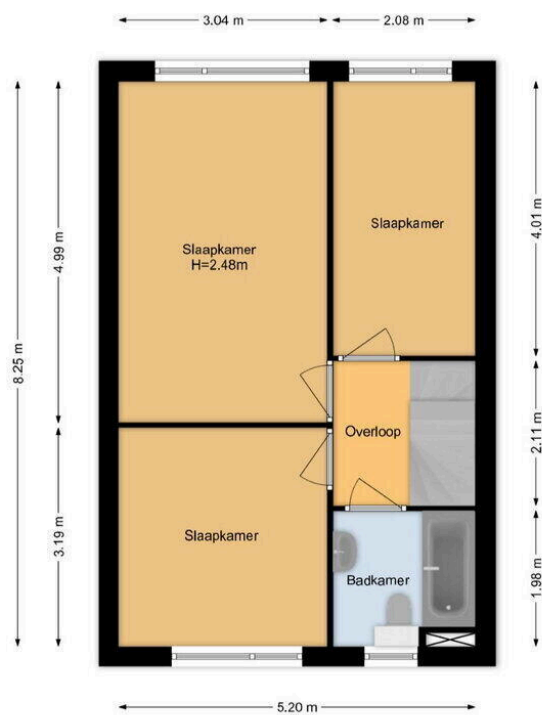 3.04 m
2.08 m
8.25 m
4.99 m
3.19 m
Slaapkamer
H=2.48m
Slaapkamer
4.01 m
Overloop
2.11 m
Slaapkamer
Badkamer
1.98 m
5.20 m